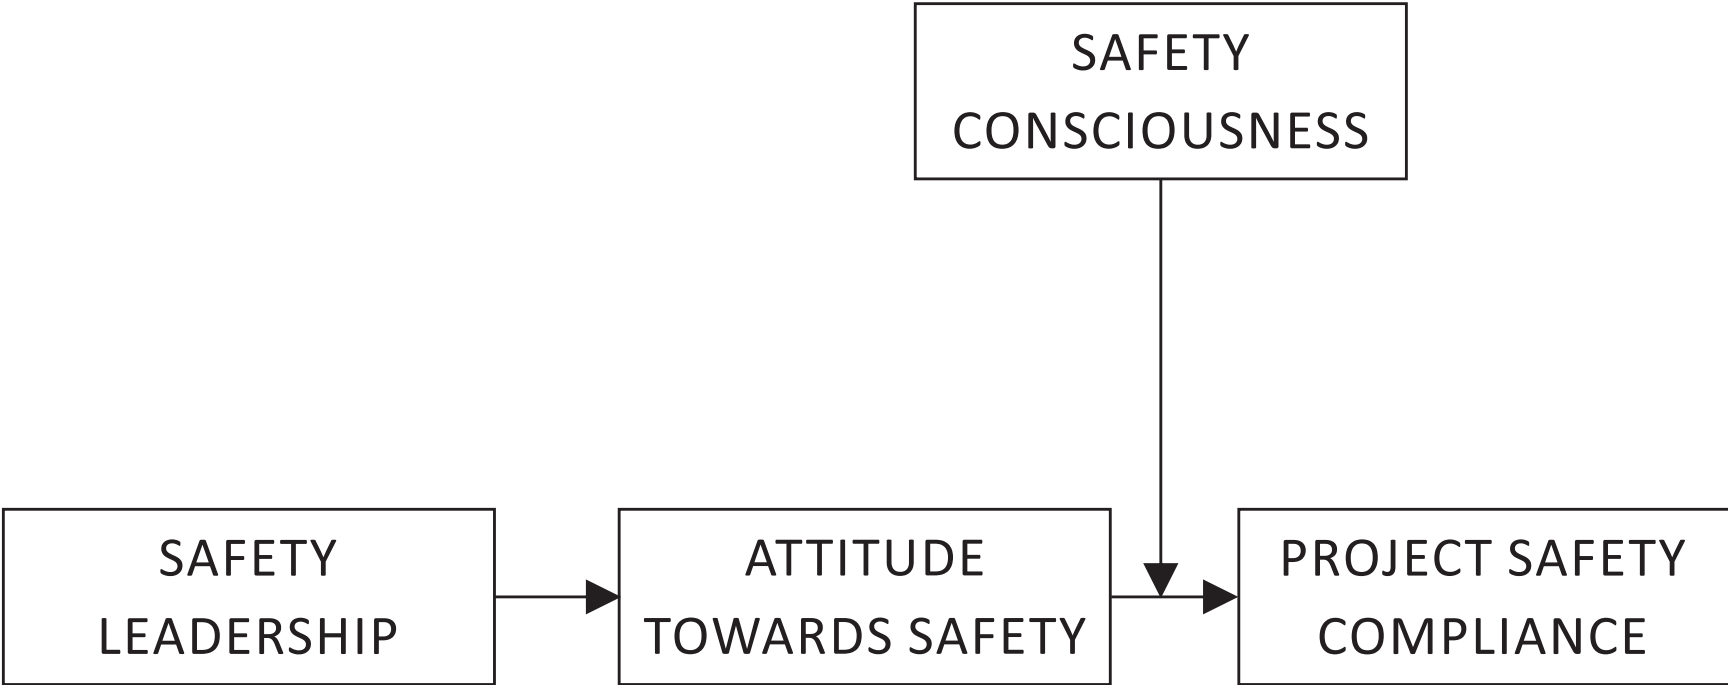 SAFETY
CONSCIOUSNESS
SAFETY
LEADERSHIP
ATTITUDE
TOWARDS SAFETY
PROJECT SAFETY
COMPLIANCE